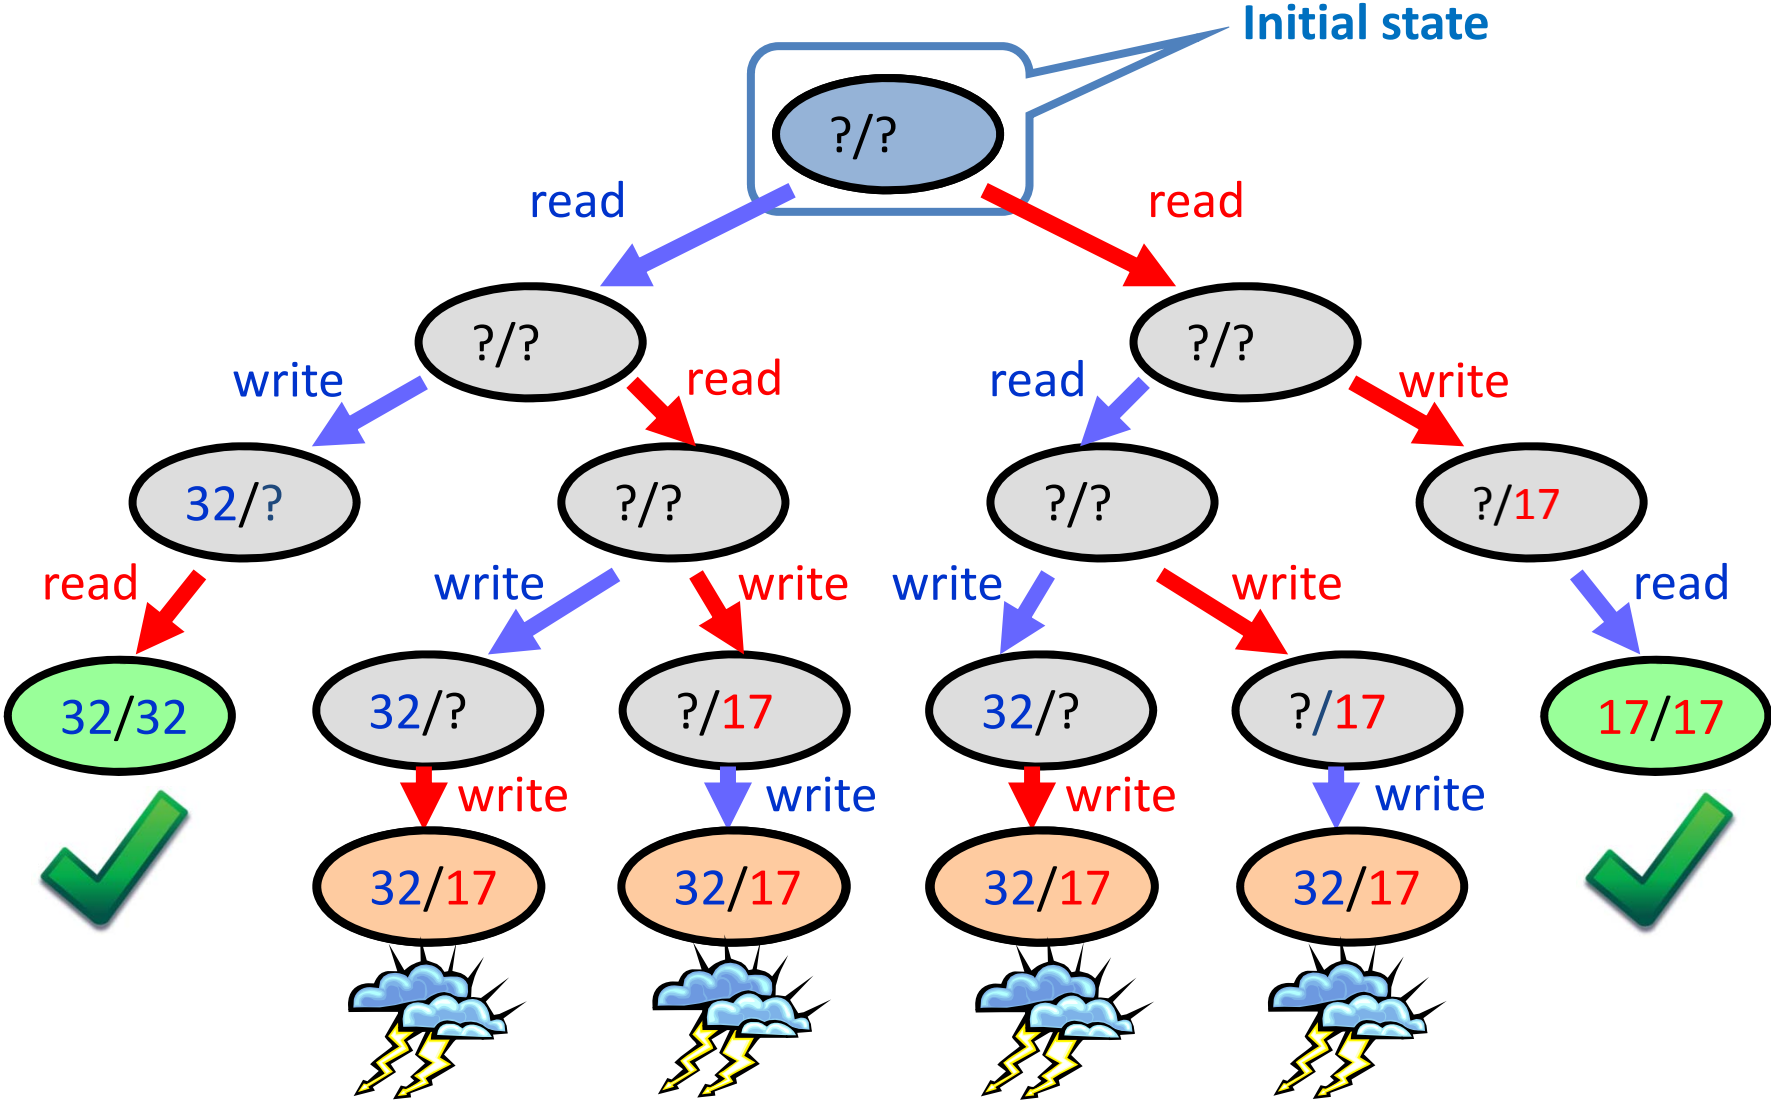 Initial state
?/?
read
read
?/?
?/?
write
read
read
write
32/?
?/?
?/?
?/17
read
write
write
write
write
read
32/32
32/?
?/17
32/?
?/17
17/17
write
write
write
write
32/17
32/17
32/17
32/17